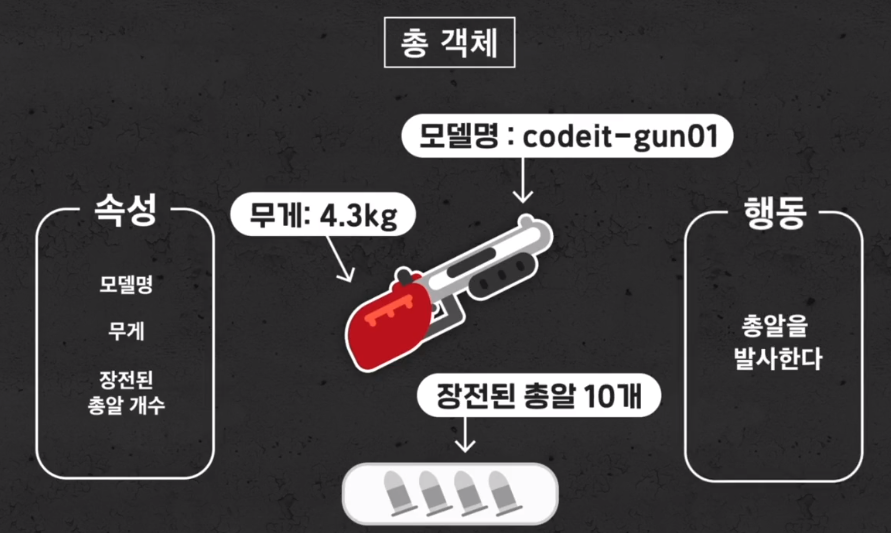 총 객체
모델명 : codeit-gun01
속성
무게: 4.3kg
행동
모델명
무게
장전된
총알 개수
총알을
발사한다
장전된 총알 10개